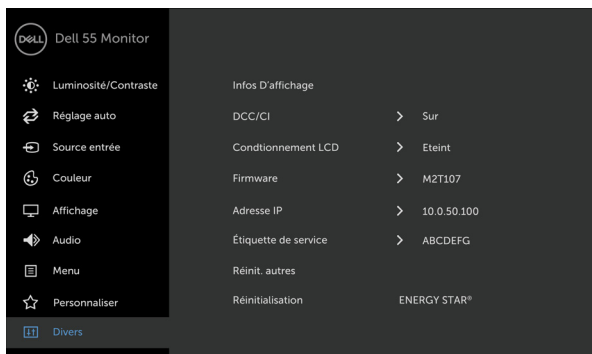 DELL Dell 55 Monitor
Luminosité/Contraste
Infos D'affichage
Réglage auto
DCC/CI > Sur
Source entrée
Condtionnement LCD > Eteint
Couleur
Firmware > M2T107
Affichage
Adresse IP > 10.0.50.100
Audio
Étiquette de service > ABCDEFG
Menu
Réinit. autres
Personnaliser
Réinitialisation ENERGY STAR®
Divers